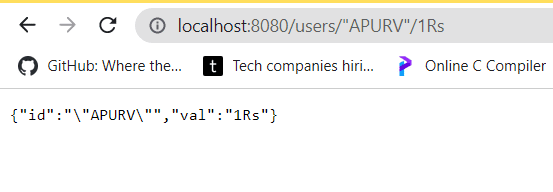 localhost:8080/users/"APURV"/1Rs
GitHub: Where the... t Tech companies hiri... Online C Compiler
{"id":"\"APURV\"","val":"1Rs"}